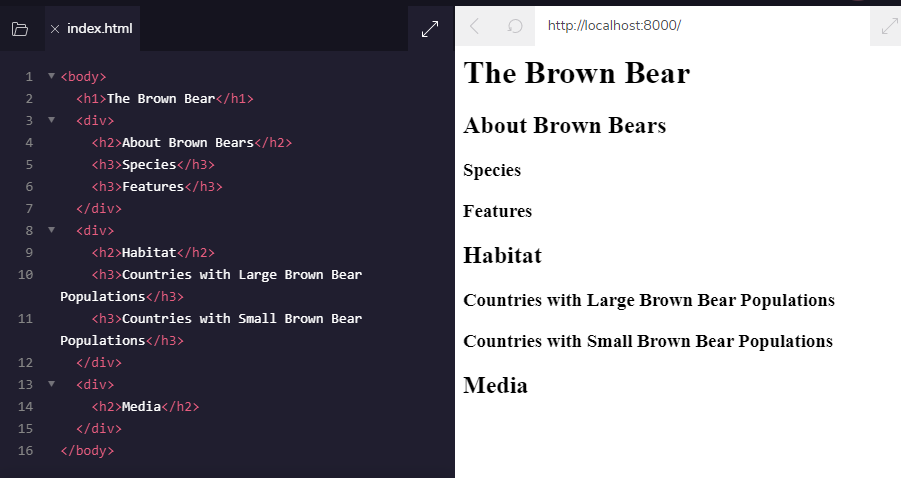 index.html
1 <body>
2 <h1>The Brown Bear</h1>
3 <div>
4 <h2>About Brown Bears</h2>
5 <h3>Species</h3>
6 <h3>Features</h3>
7 </div>
8 <div>
9 <h2>Habitat</h2>
10 <h3>Countries with Large Brown Bear
Populations</h3>
11 <h3>Countries with Small Brown Bear
Populations</h3>
12 </div>
13 <div>
14 <h2>Media</h2>
15 </div>
16 </body>
http://localhost:8000/
The Brown Bear
About Brown Bears
Species
Features
Habitat
Countries with Large Brown Bear Populations
Countries with Small Brown Bear Populations
Media